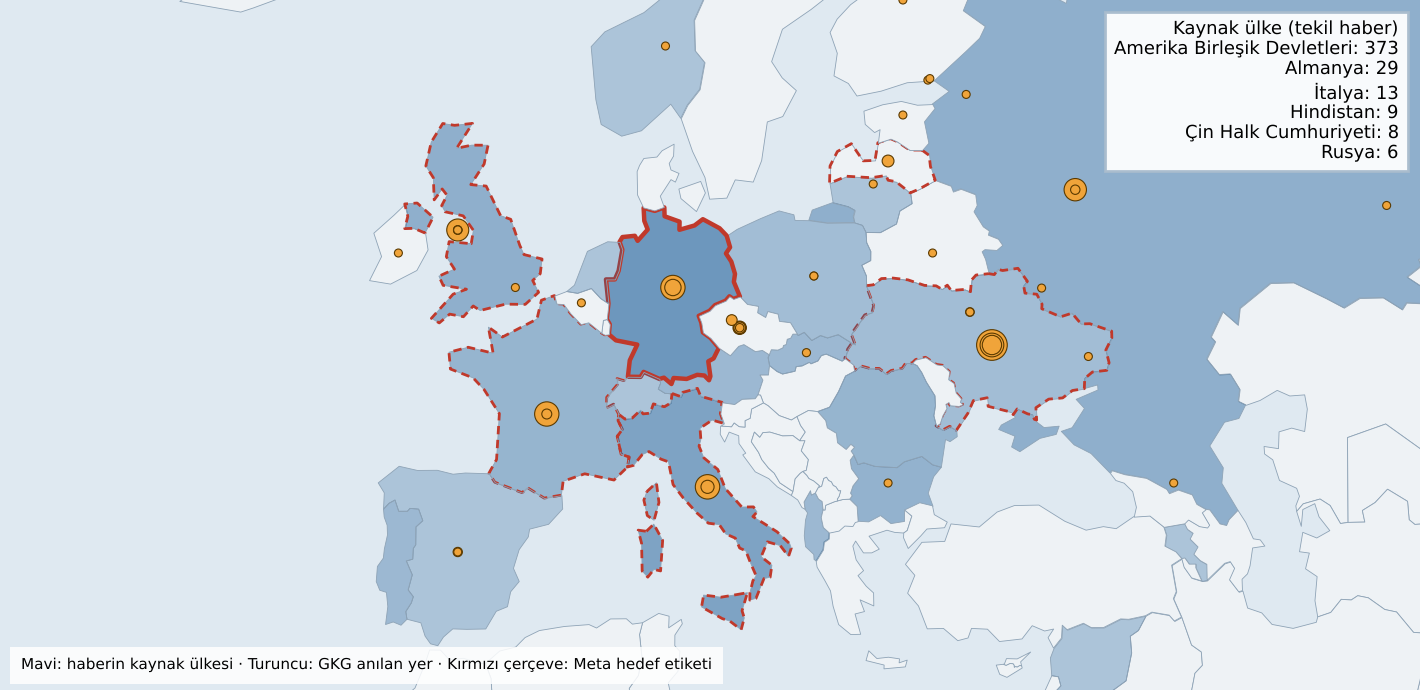 Kaynak ülke (tekil haber)
Amerika Birleşik Devletleri: 373
Almanya: 29
İtalya: 13
Hindistan: 9
Çin Halk Cumhuriyeti: 8
Rusya: 6
Mavi: haberin kaynak ülkesi · Turuncu: GKG anılan yer · Kırmızı çerçeve: Meta hedef etiketi